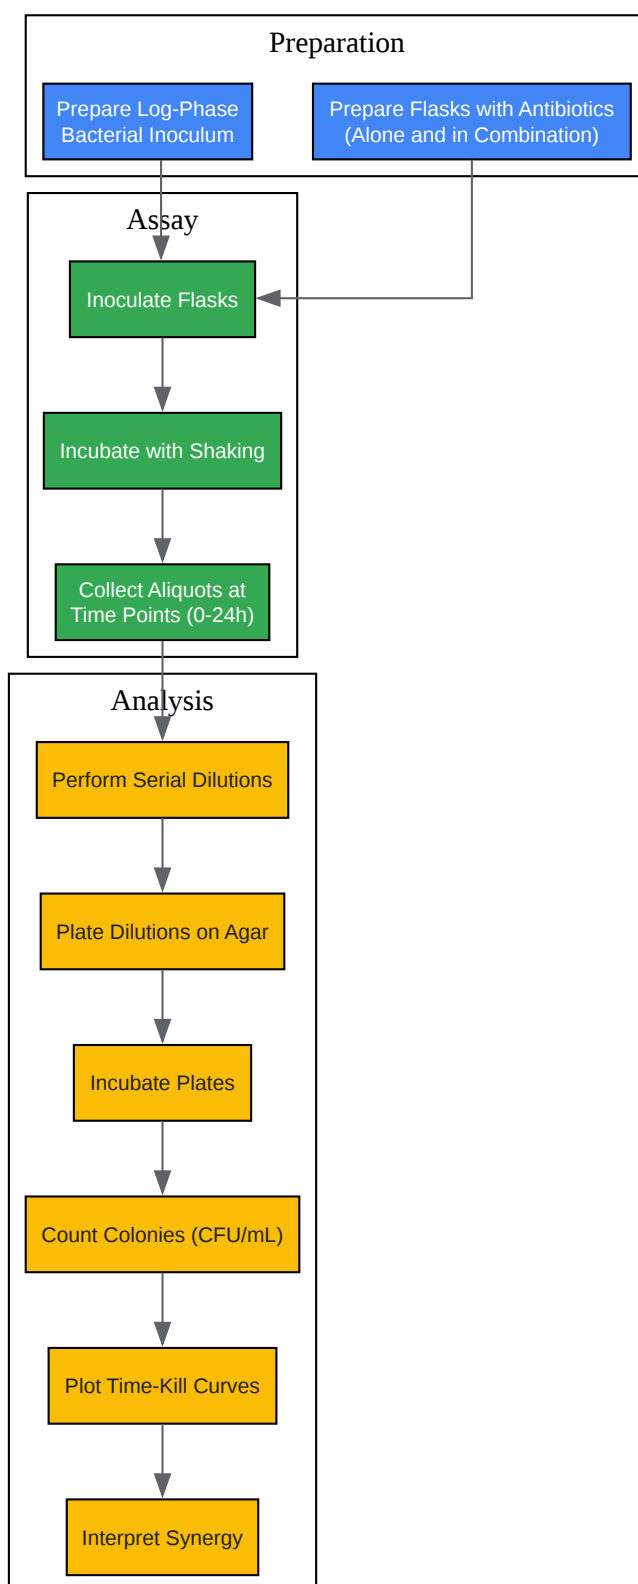 Preparation
Prepare Log-Phase
Bacterial Inoculum
Prepare Flasks with Antibiotics
(Alone and in Combination)
Assay
Inoculate Flasks
Incubate with Shaking
Collect Aliquots at
Time Points (0-24h)
Analysis
Perform Serial Dilutions
Plate Dilutions on Agar
Incubate Plates
Count Colonies (CFU/mL)
Plot Time-Kill Curves
Interpret Synergy